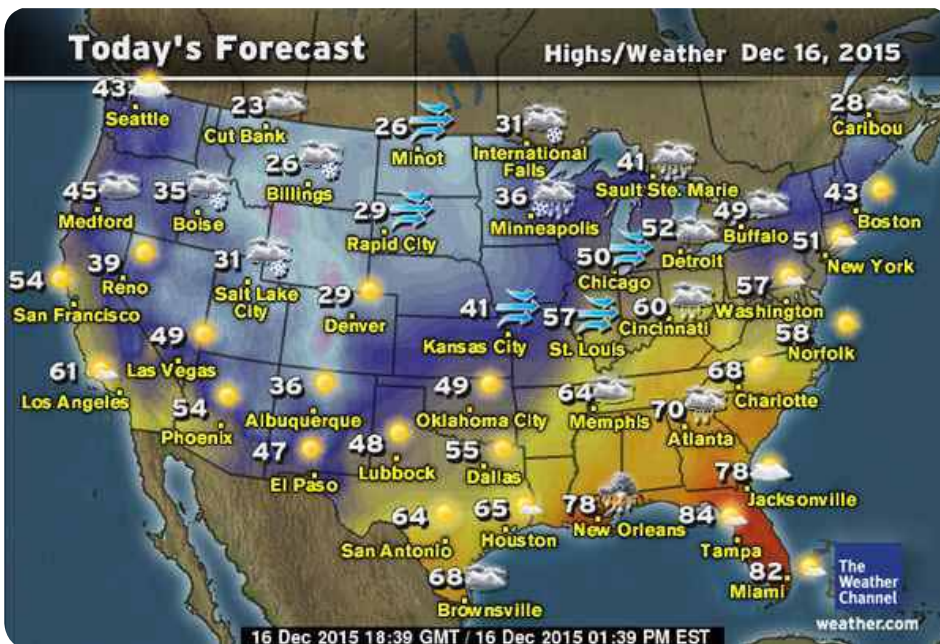 Today's Forecast
Highs/Weather Dec 16, 2015
43
Seattle
23
Cut Bank
26
Minot
31
International
Falls
28
Caribou
26
Billings
41
Sault Ste. Marie
45
Medford
35
Boise
29
Rapid City
36
Minneapolis
49
Buffalo
43
Boston
52
Detroit
51
New York
39
Reno
31
Salt Lake
City
50
Chicago
54
San Francisco
29
Denver
41
Kansas City
57
St. Louis
60
Cincinnati
57
Washington
58
Norfolk
49
Las Vegas
61
Los Angeles
54
Phoenix
36
Albuquerque
49
Oklahoma City
64
Memphis
68
Charlotte
70
Atlanta
47
El Paso
48
Lubbock
55
Dallas
78
Jacksonville
64
San Antonio
65
Houston
78
New Orleans
84
Tampa
68
Brownsville
82
Miami
The
Weather
Channel
weather.com
16 Dec 2015 18:39 GMT / 16 Dec 2015 01:39 PM EST